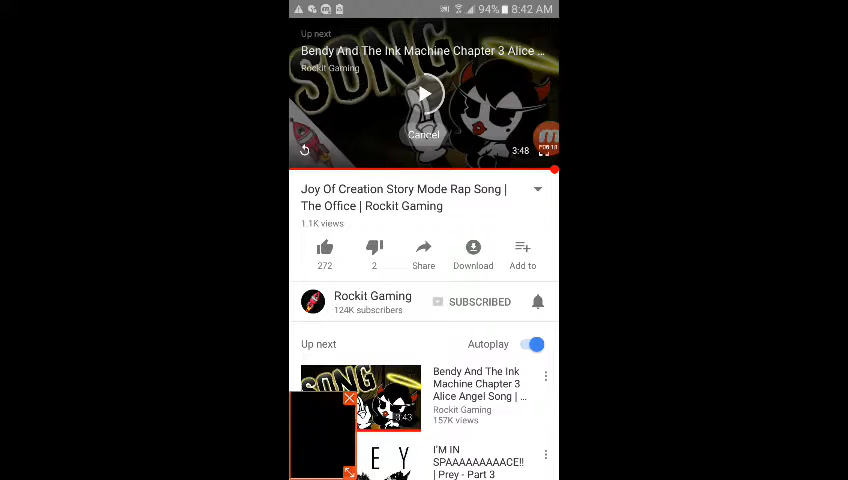 94% 8:42 AM
Up next
Bendy And The Ink Machine Chapter 3 Alice ...
Rockit Gaming
SONG
Cancel
3:48
Joy Of Creation Story Mode Rap Song |
The Office | Rockit Gaming
1.1K views
272
2
Share
Download
Add to
Rockit Gaming
124K subscribers
SUBSCRIBED
Up next
Autoplay
Bendy And The Ink
Machine Chapter 3
Alice Angel Song | ...
Rockit Gaming
157K views
SONG
3:43
I'M IN
SPAAAAAAAAACE!!
| Prey - Part 3
E Y